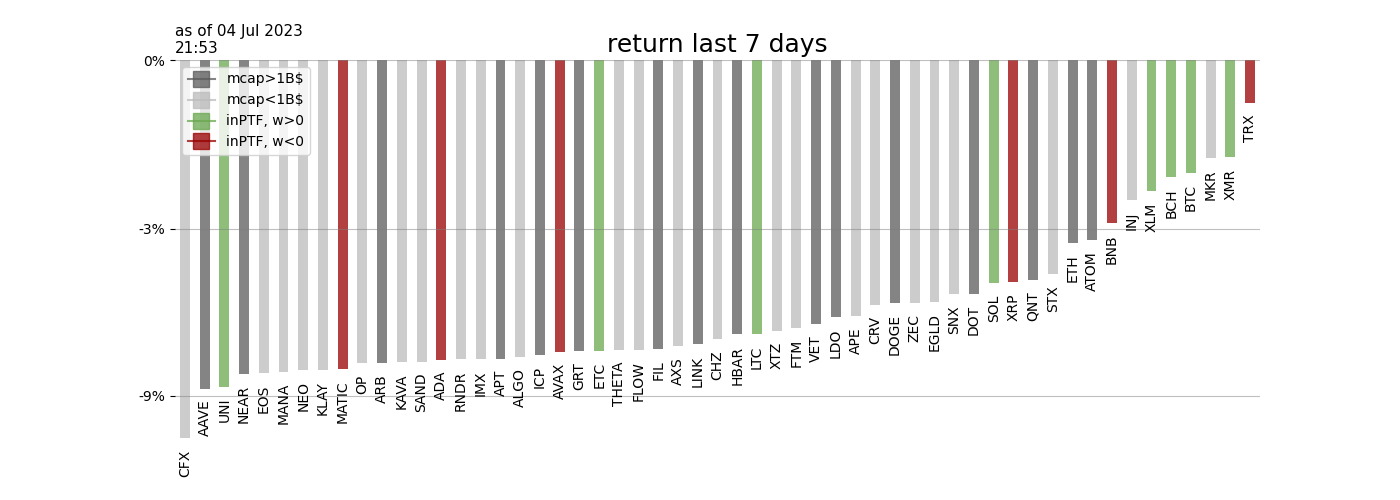 as of 04 Jul 2023
21:53
return last 7 days
0%
-3%
-9%
mcap>1B$
mcap<1B$
inPTF, w>0
inPTF, w<0
CFX
AAVE
UNI
NEAR
EOS
MANA
NEO
KLAY
MATIC
OP
ARB
KAVA
SAND
ADA
RNDR
IMX
APT
ALGO
ICP
AVAX
GRT
ETC
THETA
FLOW
FIL
AXS
LINK
CHZ
HBAR
LTC
XTZ
FTM
VET
LDO
APE
CRV
DOGE
ZEC
EGLD
SNX
DOT
SOL
XRP
QNT
STX
ETH
ATOM
BNB
INJ
XLM
BCH
BTC
MKR
XMR
TRX